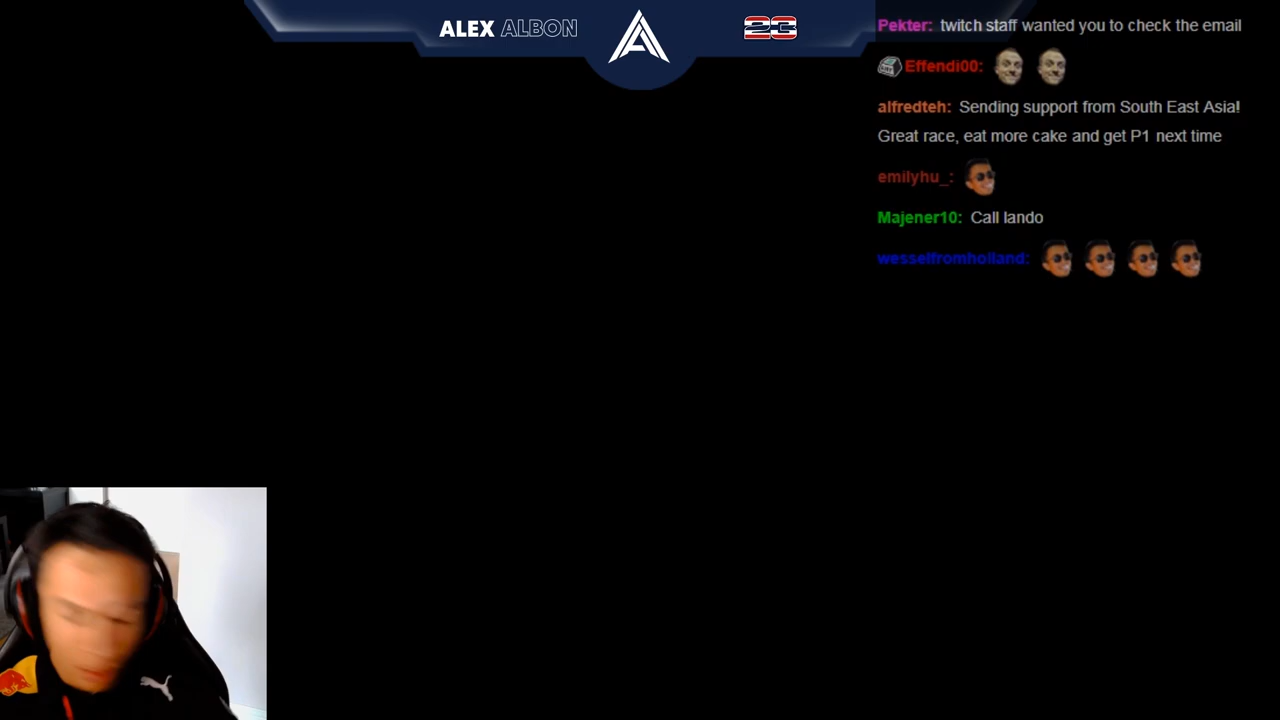 ALEX ALBON
23
Pekter: twitch staff wanted you to check the email
Effendi00:
alfredteh: Sending support from South East Asia!
Great race, eat more cake and get P1 next time
emilyhu_:
Majener10: Call lando
wesselfromholland: